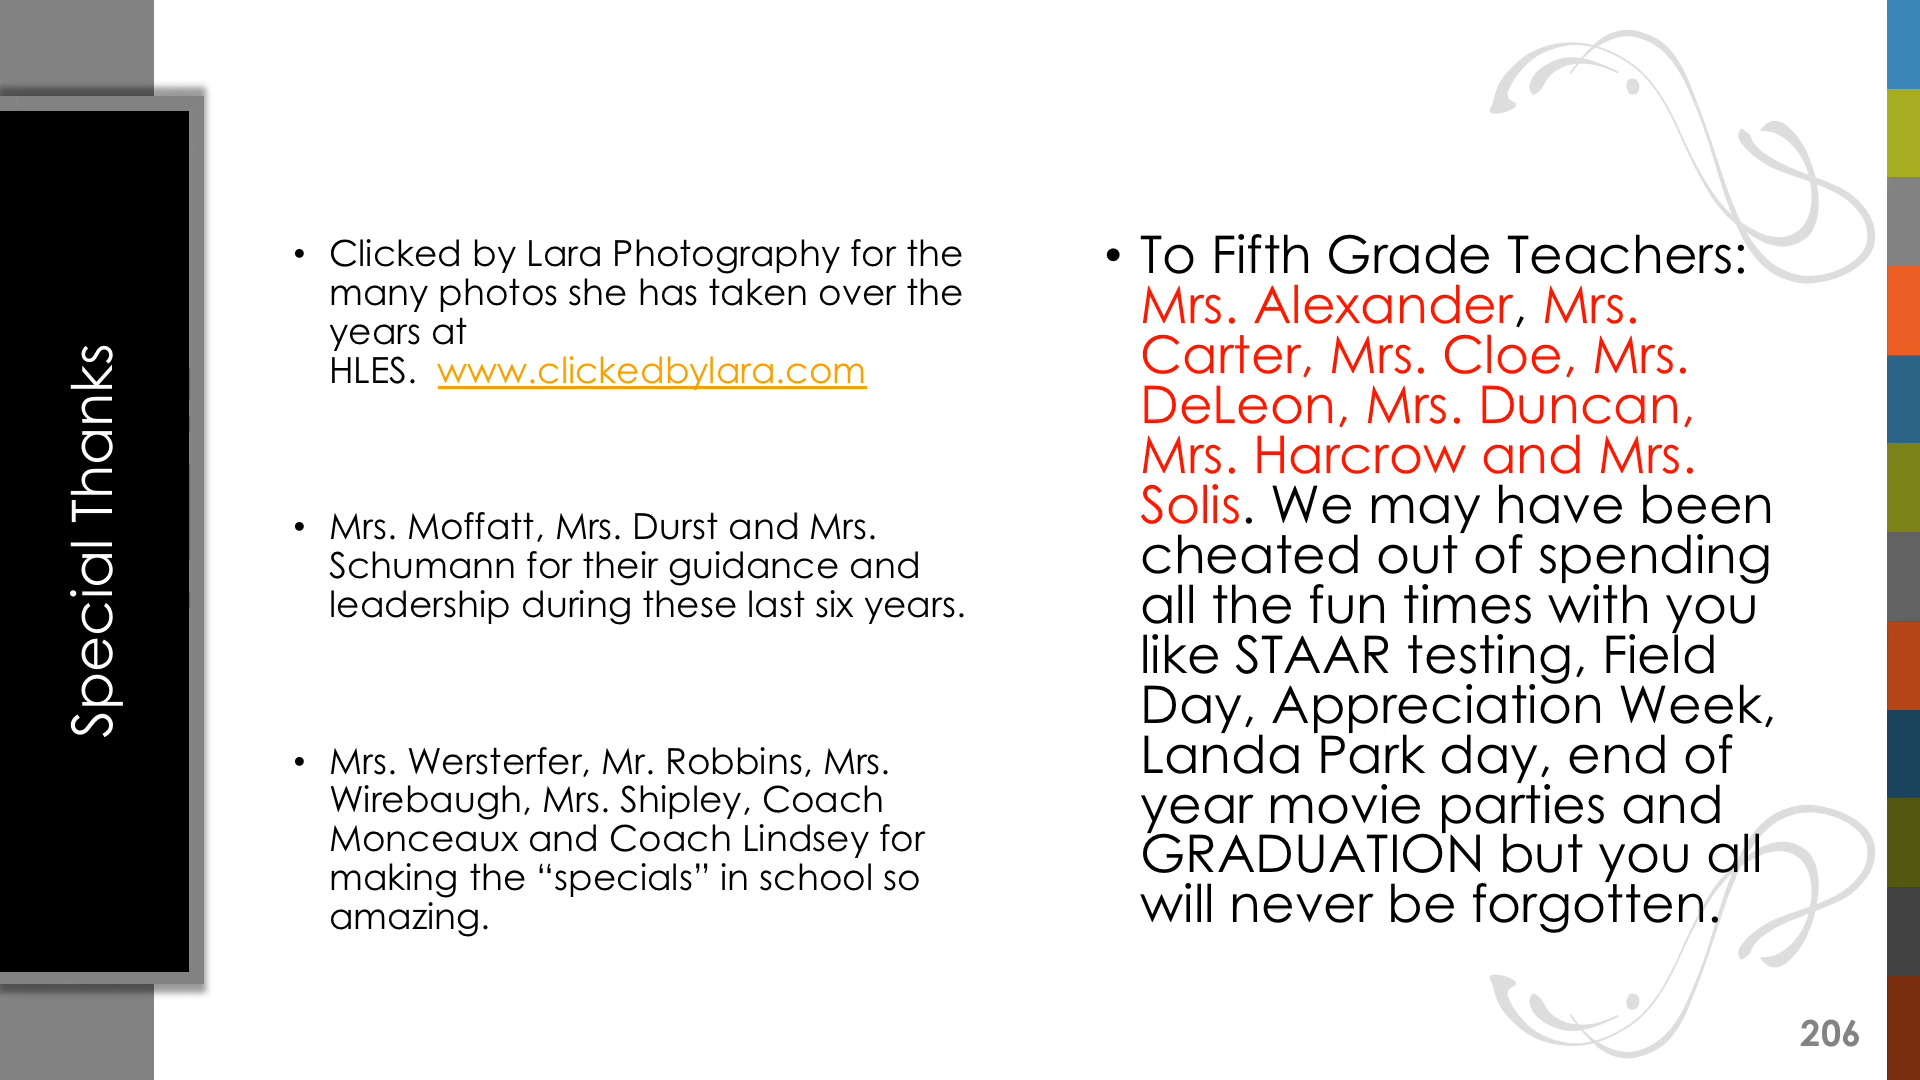 Special Thanks
• Clicked by Lara Photography for the
many photos she has taken over the
years at
HLES.  www.clickedbylara.com
• Mrs. Moffatt, Mrs. Durst and Mrs.
Schumann for their guidance and
leadership during these last six years.
• Mrs. Wersterfer, Mr. Robbins, Mrs.
Wirebaugh, Mrs. Shipley, Coach
Monceaux and Coach Lindsey for
making the “specials” in school so
amazing.
• To Fifth Grade Teachers:
Mrs. Alexander, Mrs.
Carter, Mrs. Cloe, Mrs.
DeLeon, Mrs. Duncan,
Mrs. Harcrow and Mrs.
Solis. We may have been
cheated out of spending
all the fun times with you
like STAAR testing, Field
Day, Appreciation Week,
Landa Park day, end of
year movie parties and
GRADUATION but you all
will never be forgotten.
206